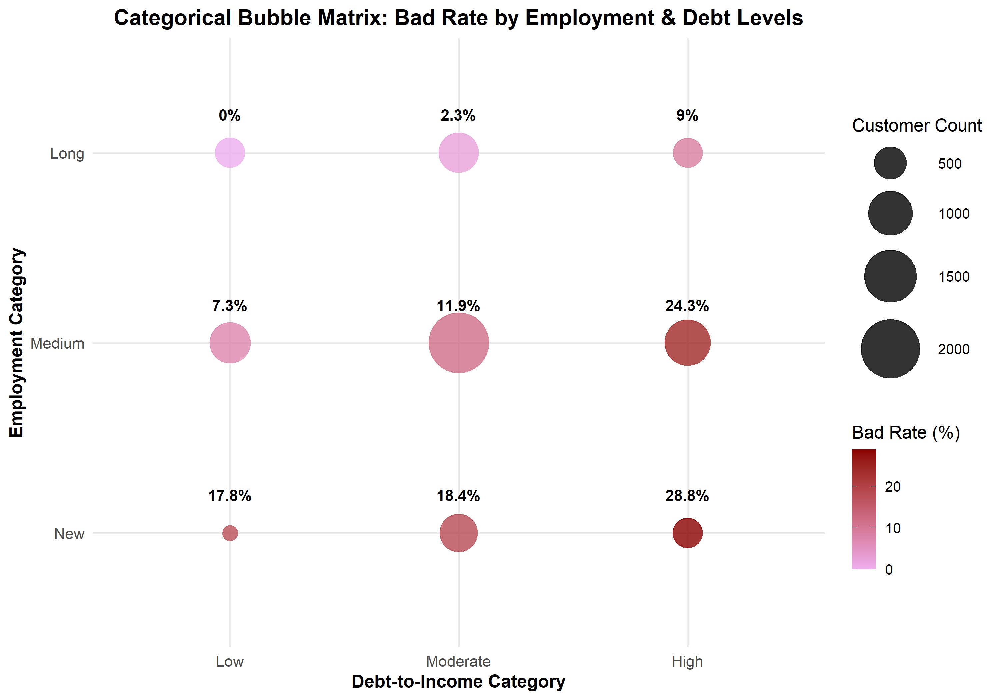 Categorical Bubble Matrix: Bad Rate by Employment & Debt Levels
Employment Category
Long
Medium
New
0%
2.3%
9%
7.3%
11.9%
24.3%
17.8%
18.4%
28.8%
Low
Moderate
High
Debt-to-Income Category
Customer Count
500
1000
1500
2000
Bad Rate (%)
20
10
0